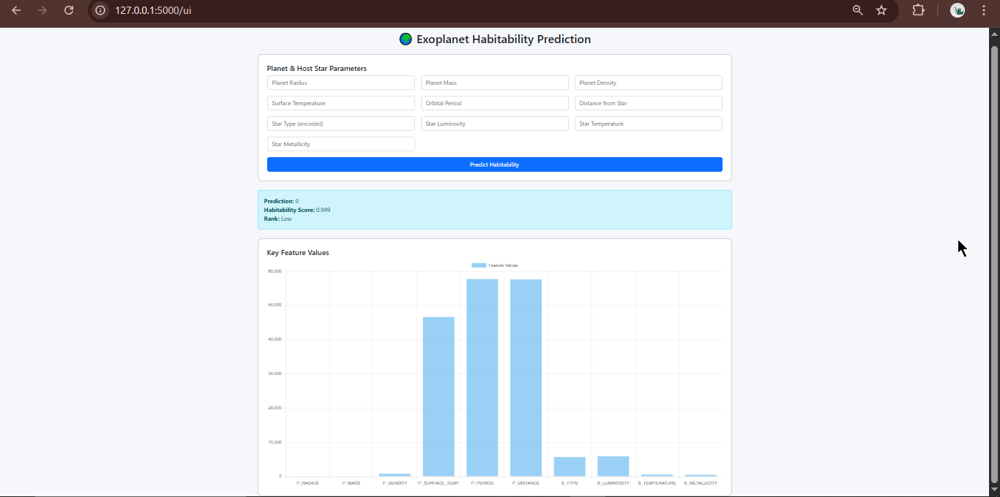 127.0.0.1:5000/ui
Exoplanet Habitability Prediction
Planet & Host Star Parameters
Planet Radius Planet Mass Planet Density
Surface Temperature Orbital Period Distance from Star
Star Type (encoded) Star Luminosity Star Temperature
Star Metallicity
Predict Habitability
Prediction: 0
Habitability Score: 0.999
Rank: Low
Key Feature Values
Feature Values
60,000
50,000
40,000
30,000
20,000
10,000
0
P_RADIUS P_MASS P_DENSITY P_SURFACE_TEMP P_PERIOD P_DISTANCE S_TYPE S_LUMINOSITY S_TEMPERATURE S_METALLICITY